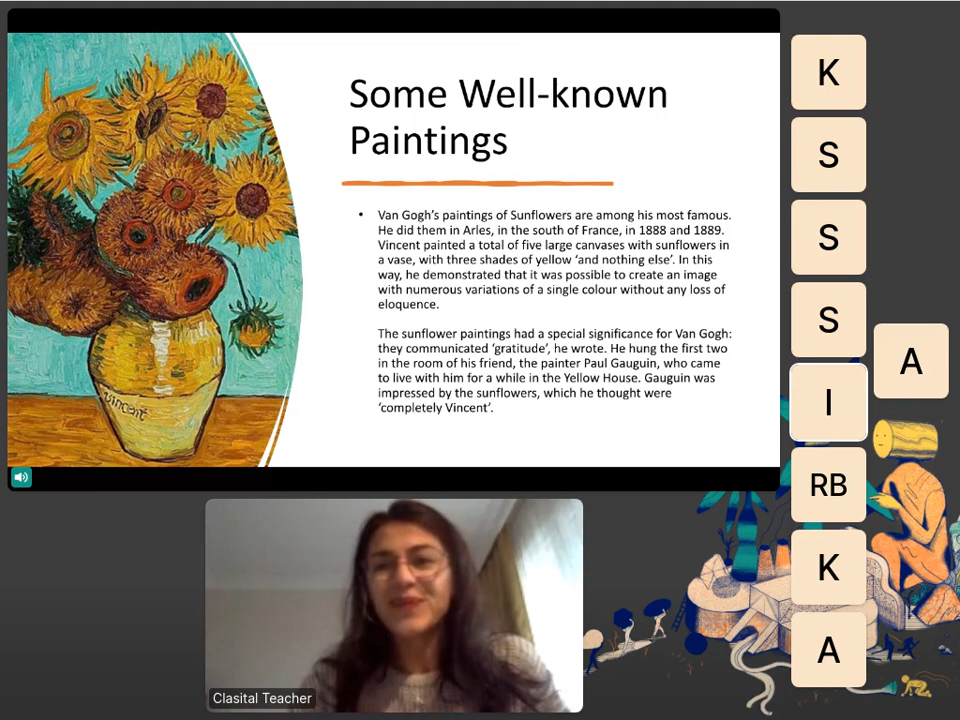 Some Well-known
Paintings
• Van Gogh's paintings of Sunflowers are among his most famous.
He did them in Arles, in the south of France, in 1888 and 1889.
Vincent painted a total of five large canvases with sunflowers in
a vase, with three shades of yellow 'and nothing else'. In this
way, he demonstrated that it was possible to create an image
with numerous variations of a single colour without any loss of
eloquence.
The sunflower paintings had a special significance for Van Gogh:
they communicated 'gratitude', he wrote. He hung the first two
in the room of his friend, the painter Paul Gauguin, who came
to live with him for a while in the Yellow House. Gauguin was
impressed by the sunflowers, which he thought were
'completely Vincent'.
Vincent
Clasital Teacher
K
S
S
S
I
A
RB
K
A